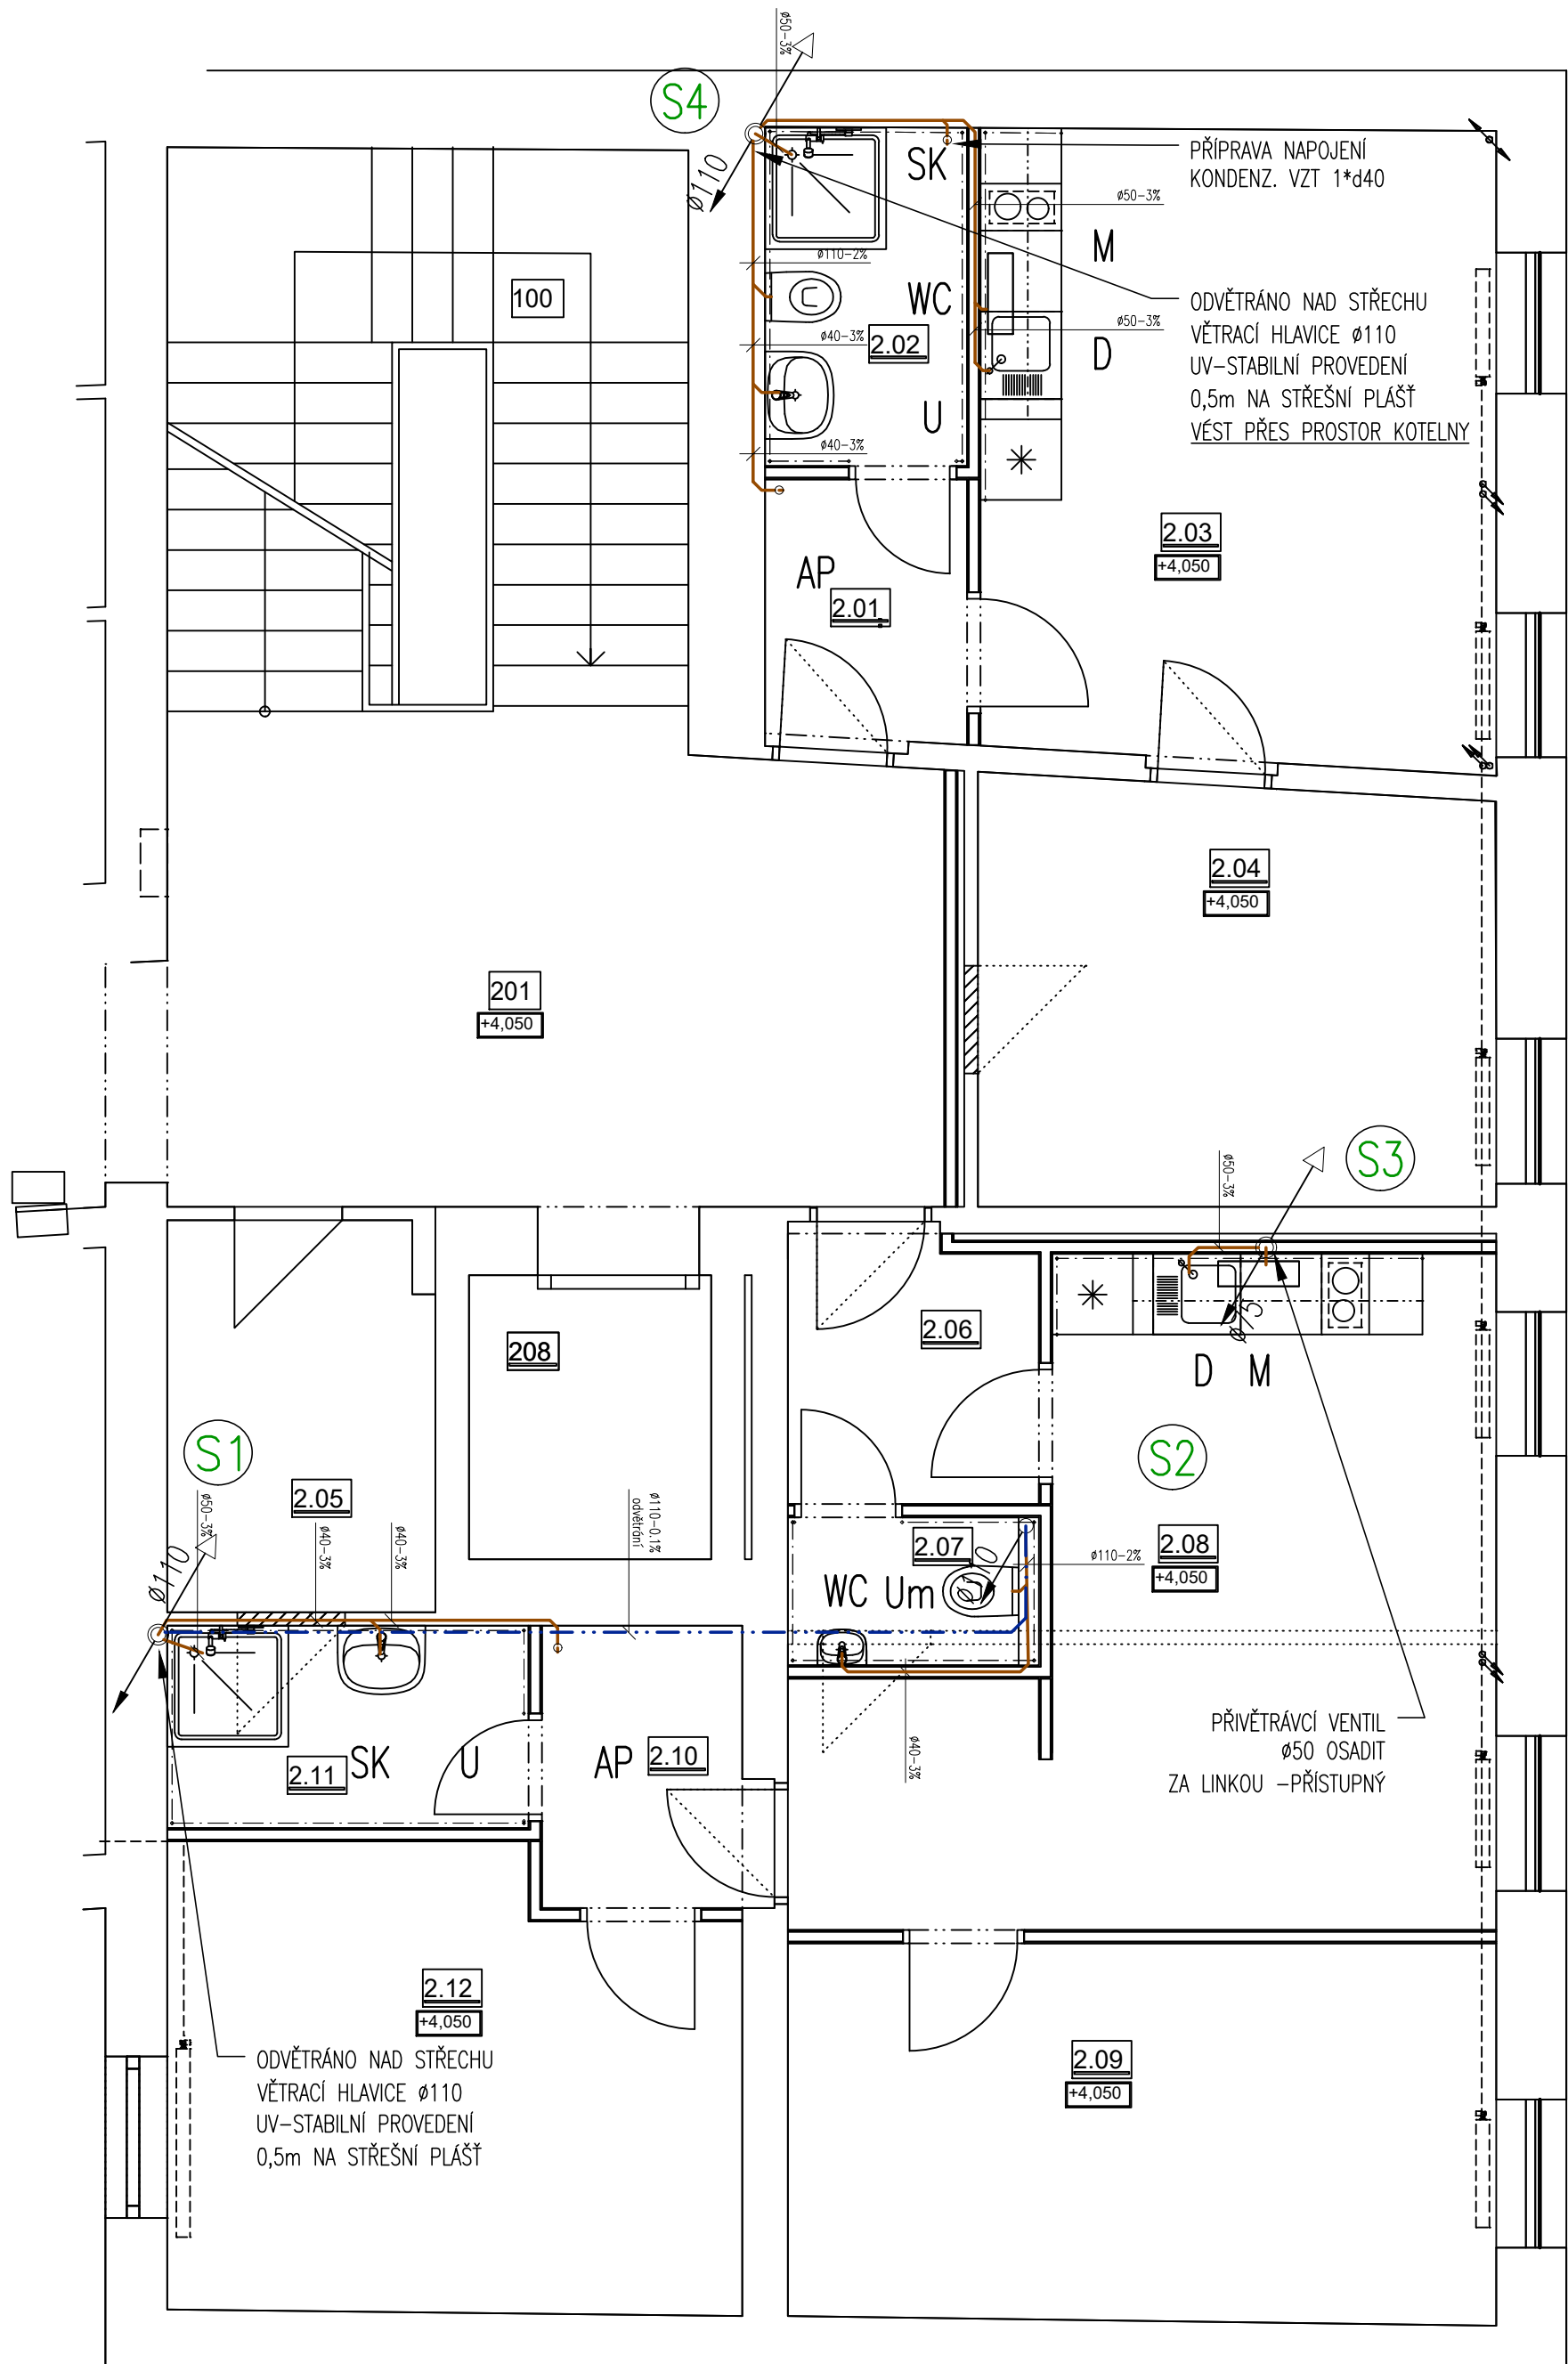 ø50-3%
S4
ø110
SK
PŘÍPRAVA NAPOJENÍ
KONDENZ. VZT 1*d40
ø50-3%
M
ø110-2%
100
WC
ODVĚTRÁNO NAD STŘECHU
VĚTRACÍ HLAVICE ø110
UV-STABILNÍ PROVEDENÍ
0,5m NA STŘEŠNÍ PLÁŠŤ
VÉST PŘES PROSTOR KOTELNY
ø50-3%
ø40-3%
2.02
D
U
ø40-3%
2.03
+4,050
AP
2.01
2.04
+4,050
201
+4,050
S3
ø50-3%
ø75
2.06
208
D M
S1
S2
2.05
ø50-3%
ø40-3%
ø40-3%
ø110-0.1%
odvětrání
ø110
2.07
ø110-2%
2.08
+4,050
WC Um
PŘIVĚTRÁVCÍ VENTIL
ø50 OSADIT
ZA LINKOU -PŘÍSTUPNÝ
ø40-3%
2.11
SK
U
AP
2.10
2.12
+4,050
ODVĚTRÁNO NAD STŘECHU
VĚTRACÍ HLAVICE ø110
UV-STABILNÍ PROVEDENÍ
0,5m NA STŘEŠNÍ PLÁŠŤ
2.09
+4,050